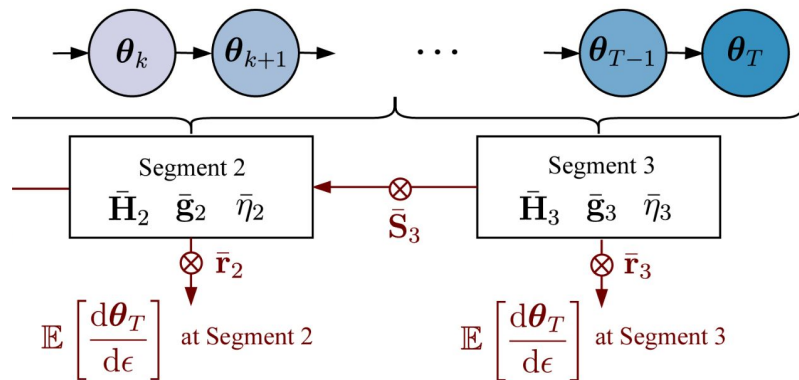 θ_k θ_{k+1} ⋯ θ_{T−1} θ_T
Segment 2
H̄_2 ḡ_2 η̄_2
S̄_3
Segment 3
H̄_3 ḡ_3 η̄_3
r̄_2
r̄_3
𝔼 [dθ_T/dϵ] at Segment 2
𝔼 [dθ_T/dϵ] at Segment 3